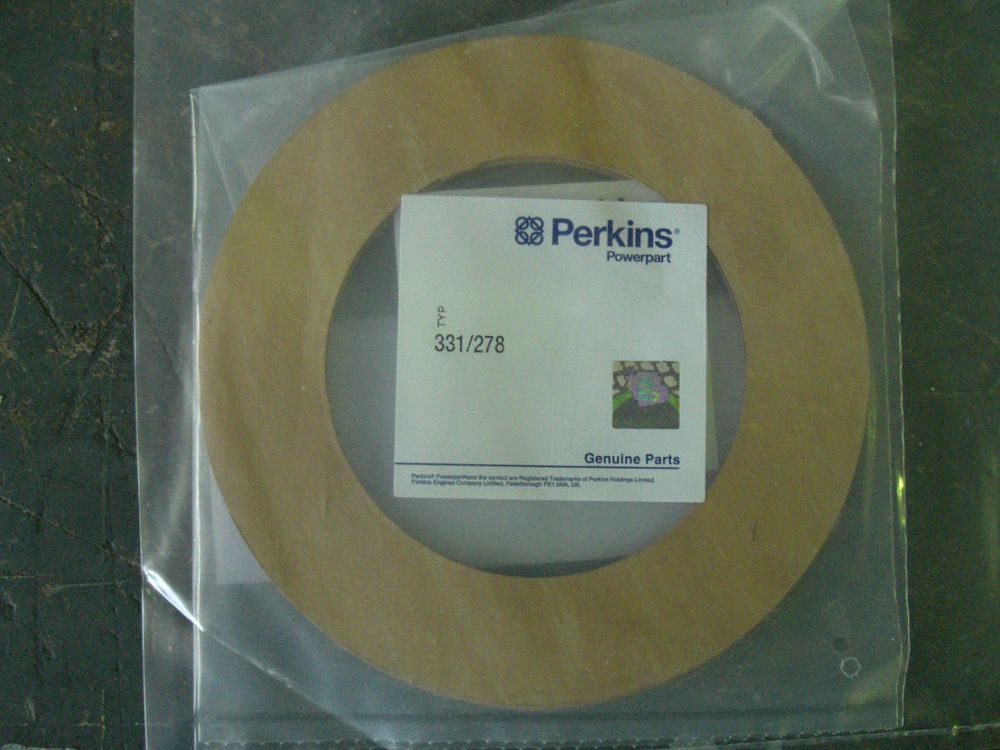 Perkins®
Powerpart
TYP
331/278
Genuine Parts
Perkins® Powerpart and the symbol are Registered Trademarks of Perkins Holdings Limited.
Perkins Engines Company Limited, Peterborough PE1 5NA, UK.